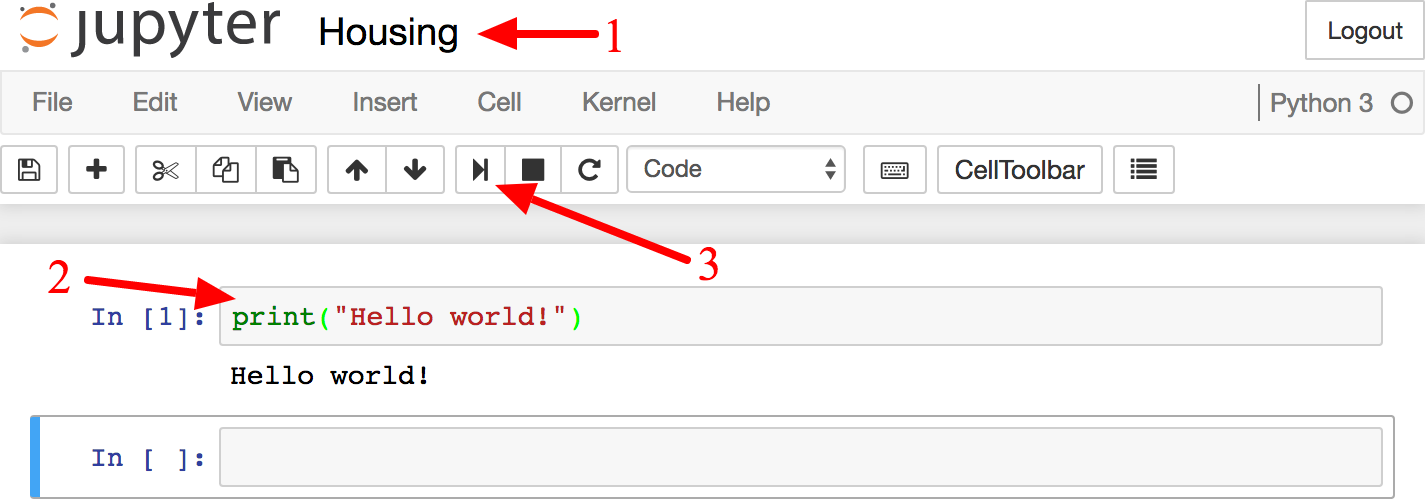 jupyter Housing 1 Logout
File Edit View Insert Cell Kernel Help Python 3
Code CellToolbar
3
2
In [1]: print("Hello world!")
Hello world!
In [ ]: